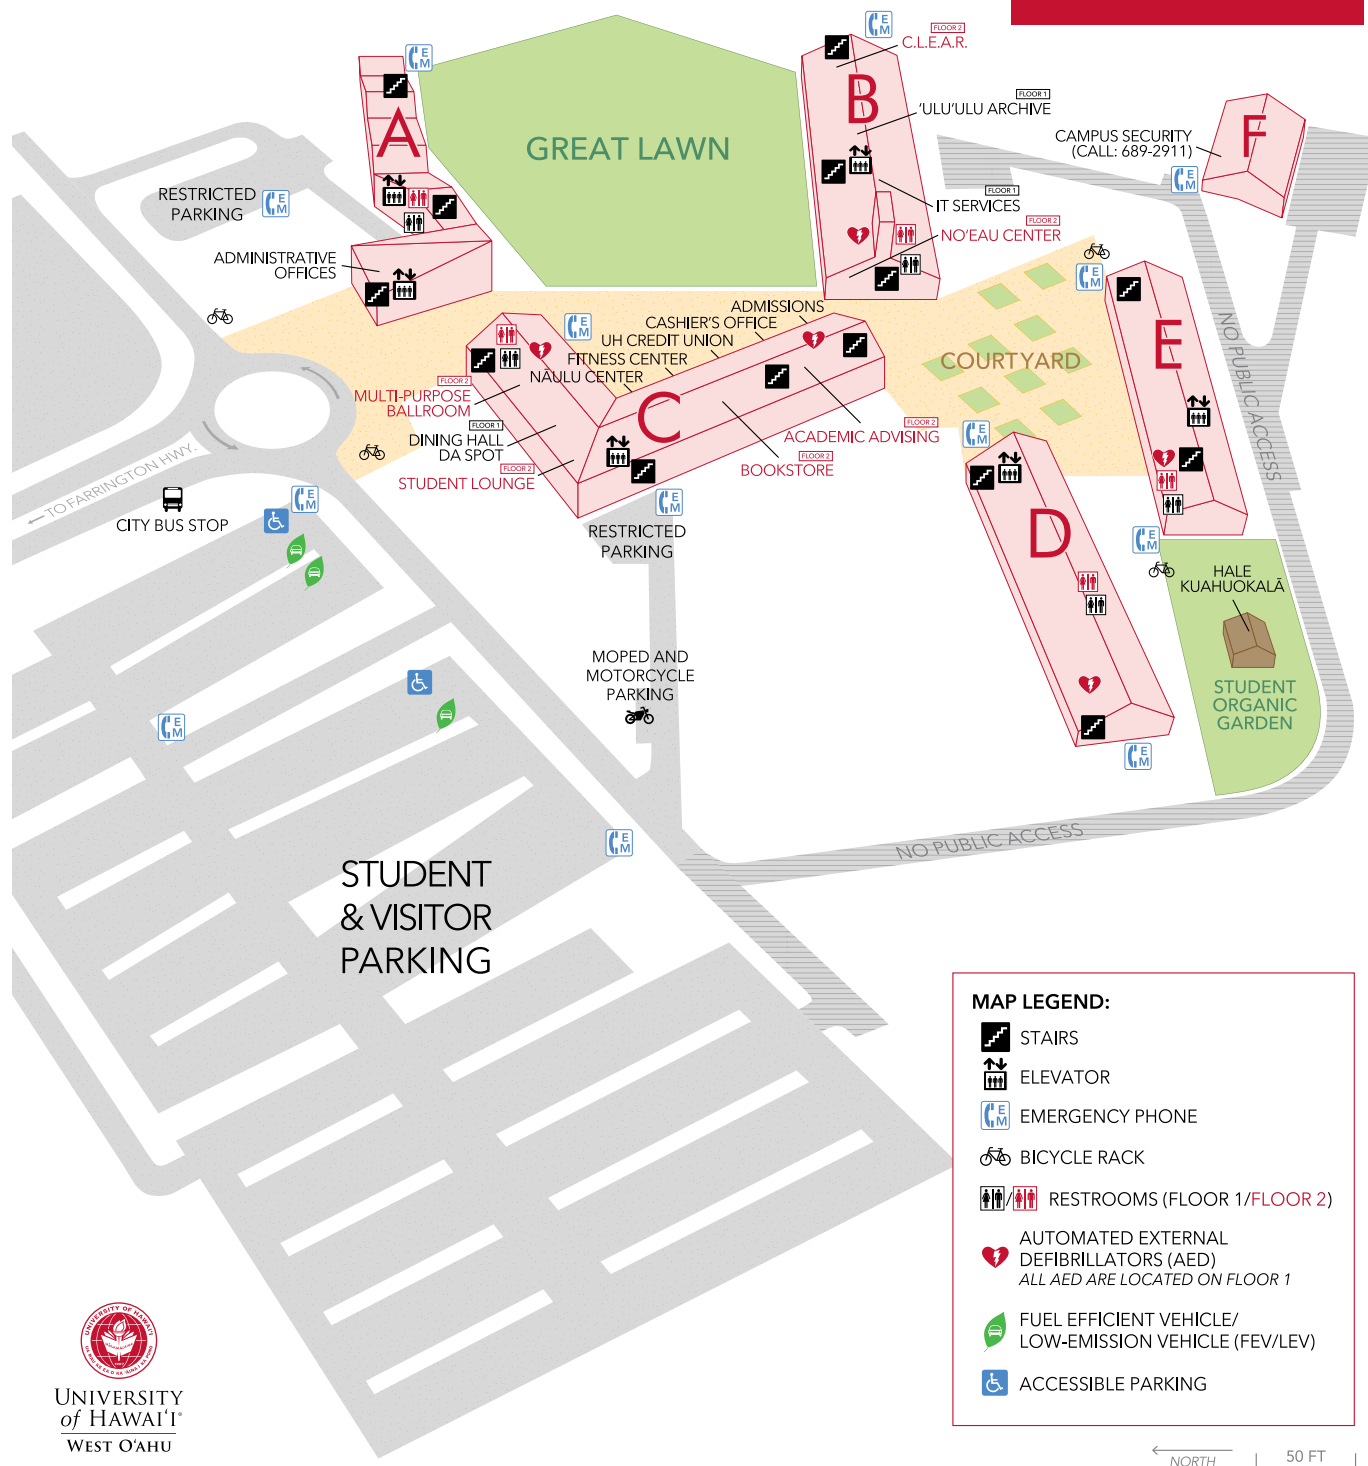 FLOOR 2
C.L.E.A.R.
A
GREAT LAWN
B
FLOOR 1
'ULU'ULU ARCHIVE
F
CAMPUS SECURITY
(CALL: 689-2911)
RESTRICTED
PARKING
FLOOR 1
IT SERVICES
FLOOR 2
NO'EAU CENTER
ADMINISTRATIVE
OFFICES
ADMISSIONS
CASHIER'S OFFICE
UH CREDIT UNION
FITNESS CENTER
NĀULU CENTER
COURTYARD
E
NO PUBLIC ACCESS
FLOOR 2
MULTI-PURPOSE
BALLROOM
C
FLOOR 1
DINING HALL
DA SPOT
FLOOR 2
ACADEMIC ADVISING
FLOOR 2
BOOKSTORE
FLOOR 2
STUDENT LOUNGE
TO FARRINGTON HWY.
CITY BUS STOP
RESTRICTED
PARKING
D
HALE
KUAHUOKALĀ
MOPED AND
MOTORCYCLE
PARKING
STUDENT
ORGANIC
GARDEN
NO PUBLIC ACCESS
STUDENT
& VISITOR
PARKING
MAP LEGEND:
STAIRS
ELEVATOR
EM EMERGENCY PHONE
BICYCLE RACK
/ RESTROOMS (FLOOR 1/FLOOR 2)
AUTOMATED EXTERNAL
DEFIBRILLATORS (AED)
ALL AED ARE LOCATED ON FLOOR 1
FUEL EFFICIENT VEHICLE/
LOW-EMISSION VEHICLE (FEV/LEV)
ACCESSIBLE PARKING
UNIVERSITY
of HAWAI'I®
WEST O'AHU
NORTH
50 FT